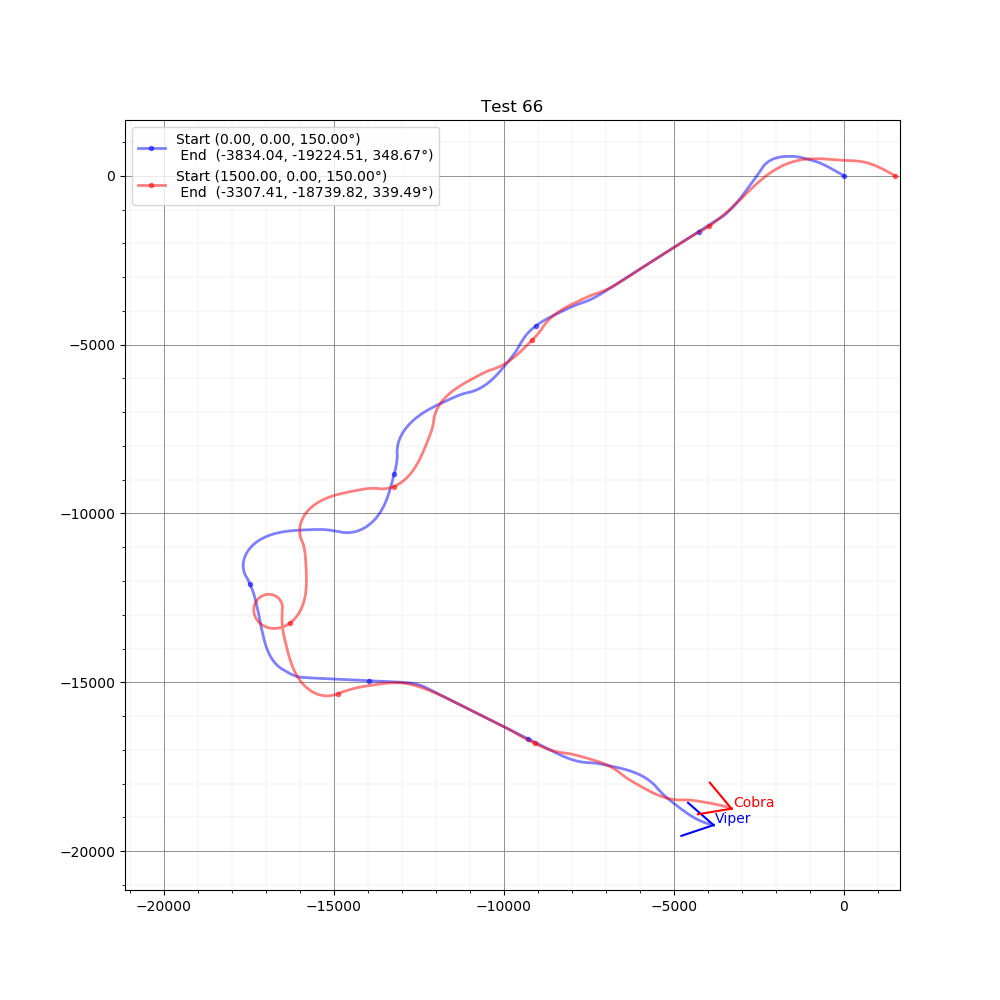 Test 66
Start (0.00, 0.00, 150.00°)
End (-3834.04, -19224.51, 348.67°)
Start (1500.00, 0.00, 150.00°)
End (-3307.41, -18739.82, 339.49°)
0
−5000
−10000
−15000
−20000
Cobra
Viper
−20000 −15000 −10000 −5000 0